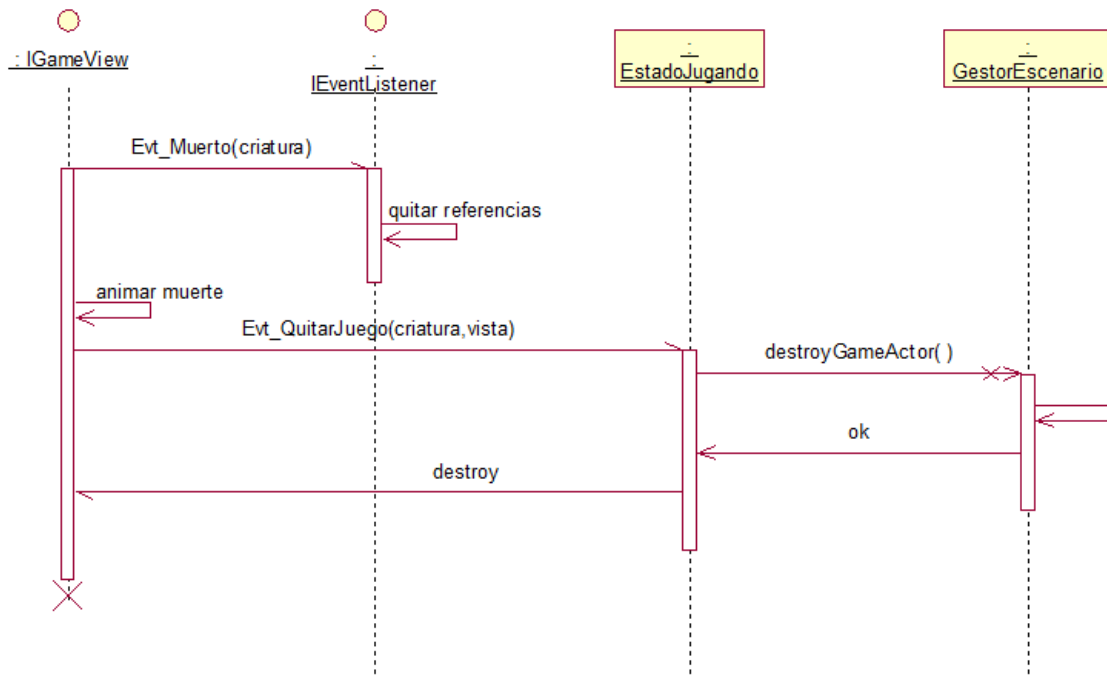 : IGameView
:
IEventListener
:
EstadoJugando
:
GestorEscenario
Evt_Muerto(criatura)
quitar referencias
animar muerte
Evt_QuitarJuego(criatura,vista)
destroyGameActor( )
ok
destroy